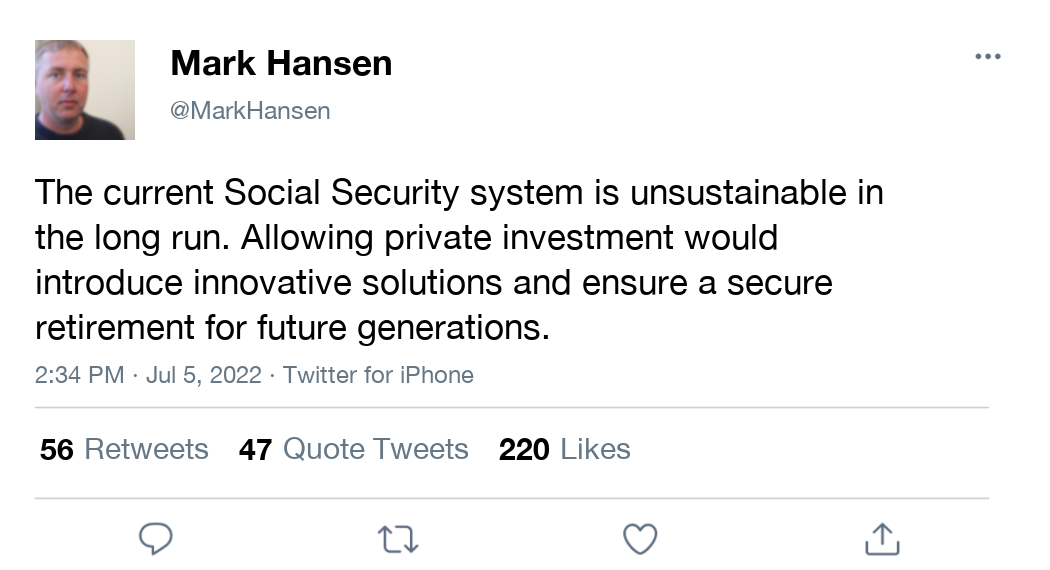 Mark Hansen
@MarkHansen
The current Social Security system is unsustainable in
the long run. Allowing private investment would
introduce innovative solutions and ensure a secure
retirement for future generations.
2:34 PM · Jul 5, 2022 · Twitter for iPhone
56 Retweets 47 Quote Tweets 220 Likes